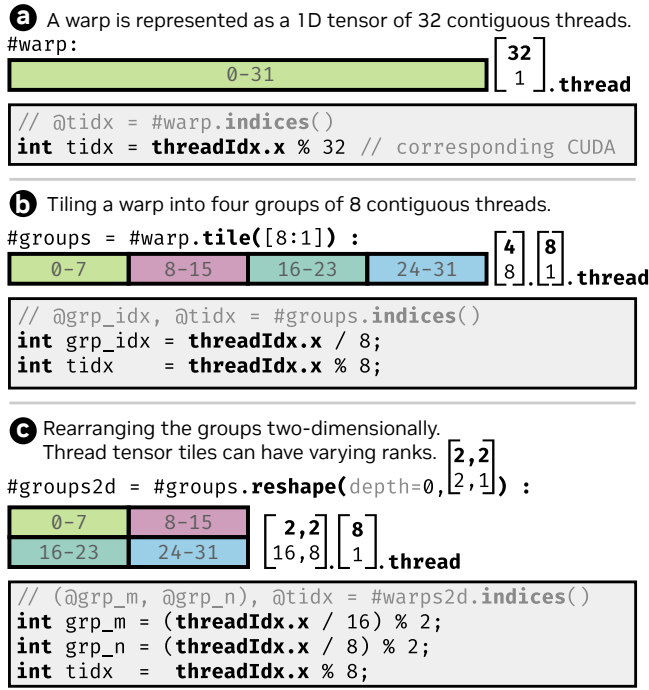 a A warp is represented as a 1D tensor of 32 contiguous threads.
#warp:
0-31
[32
1].thread
// @tidx = #warp.indices()
int tidx = threadIdx.x % 32 // corresponding CUDA
b Tiling a warp into four groups of 8 contiguous threads.
#groups = #warp.tile([8:1]) :
0-7 8-15 16-23 24-31
[4 8
8].[1].thread
// @grp_idx, @tidx = #groups.indices()
int grp_idx = threadIdx.x / 8;
int tidx = threadIdx.x % 8;
c Rearranging the groups two-dimensionally.
Thread tensor tiles can have varying ranks.
#groups2d = #groups.reshape(depth=0,[2,2
2,1]) :
0-7 8-15
16-23 24-31
[2,2 8
16,8].[1].thread
// (@grp_m, @grp_n), @tidx = #warps2d.indices()
int grp_m = (threadIdx.x / 16) % 2;
int grp_n = (threadIdx.x / 8) % 2;
int tidx = threadIdx.x % 8;